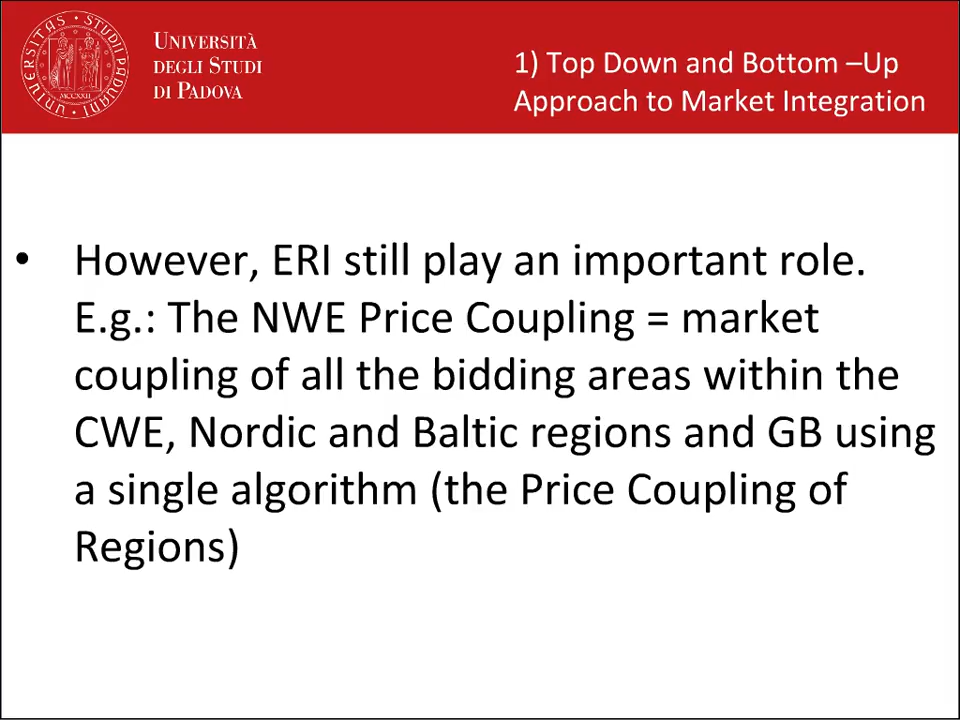 UNIVERSITÀ
DEGLI STUDI
DI PADOVA
1) Top Down and Bottom –Up
Approach to Market Integration
• However, ERI still play an important role.
E.g.: The NWE Price Coupling = market
coupling of all the bidding areas within the
CWE, Nordic and Baltic regions and GB using
a single algorithm (the Price Coupling of
Regions)